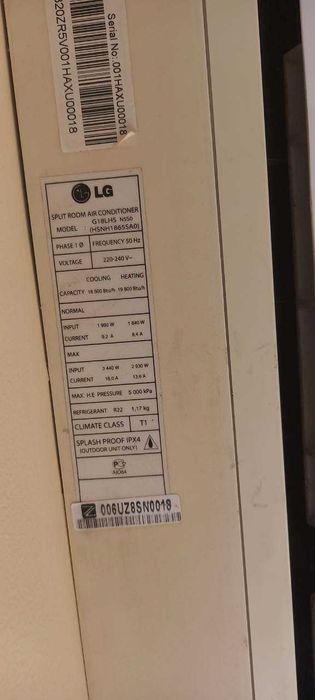 Serial No.:001HAXU00018
LG
SPLIT ROOM AIR CONDITIONER
MODEL G18LHS N550
(HSNH1865SA0)
PHASE 1 Ø FREQUENCY 50 Hz
VOLTAGE 220-240 V~
COOLING HEATING
CAPACITY 18 500 Btu/h 19 800 Btu/h
NORMAL
INPUT 1 980 W 1 840 W
CURRENT 9,2 A 8,4 A
MAX
INPUT 3 440 W 2 930 W
CURRENT 16,0 A 13,6 A
MAX. H.E PRESSURE 5 000 kPa
REFRIGERANT R22 1,17 kg
CLIMATE CLASS T1
SPLASH PROOF IPX4
(OUTDOOR UNIT ONLY)
006UZ8SN0018